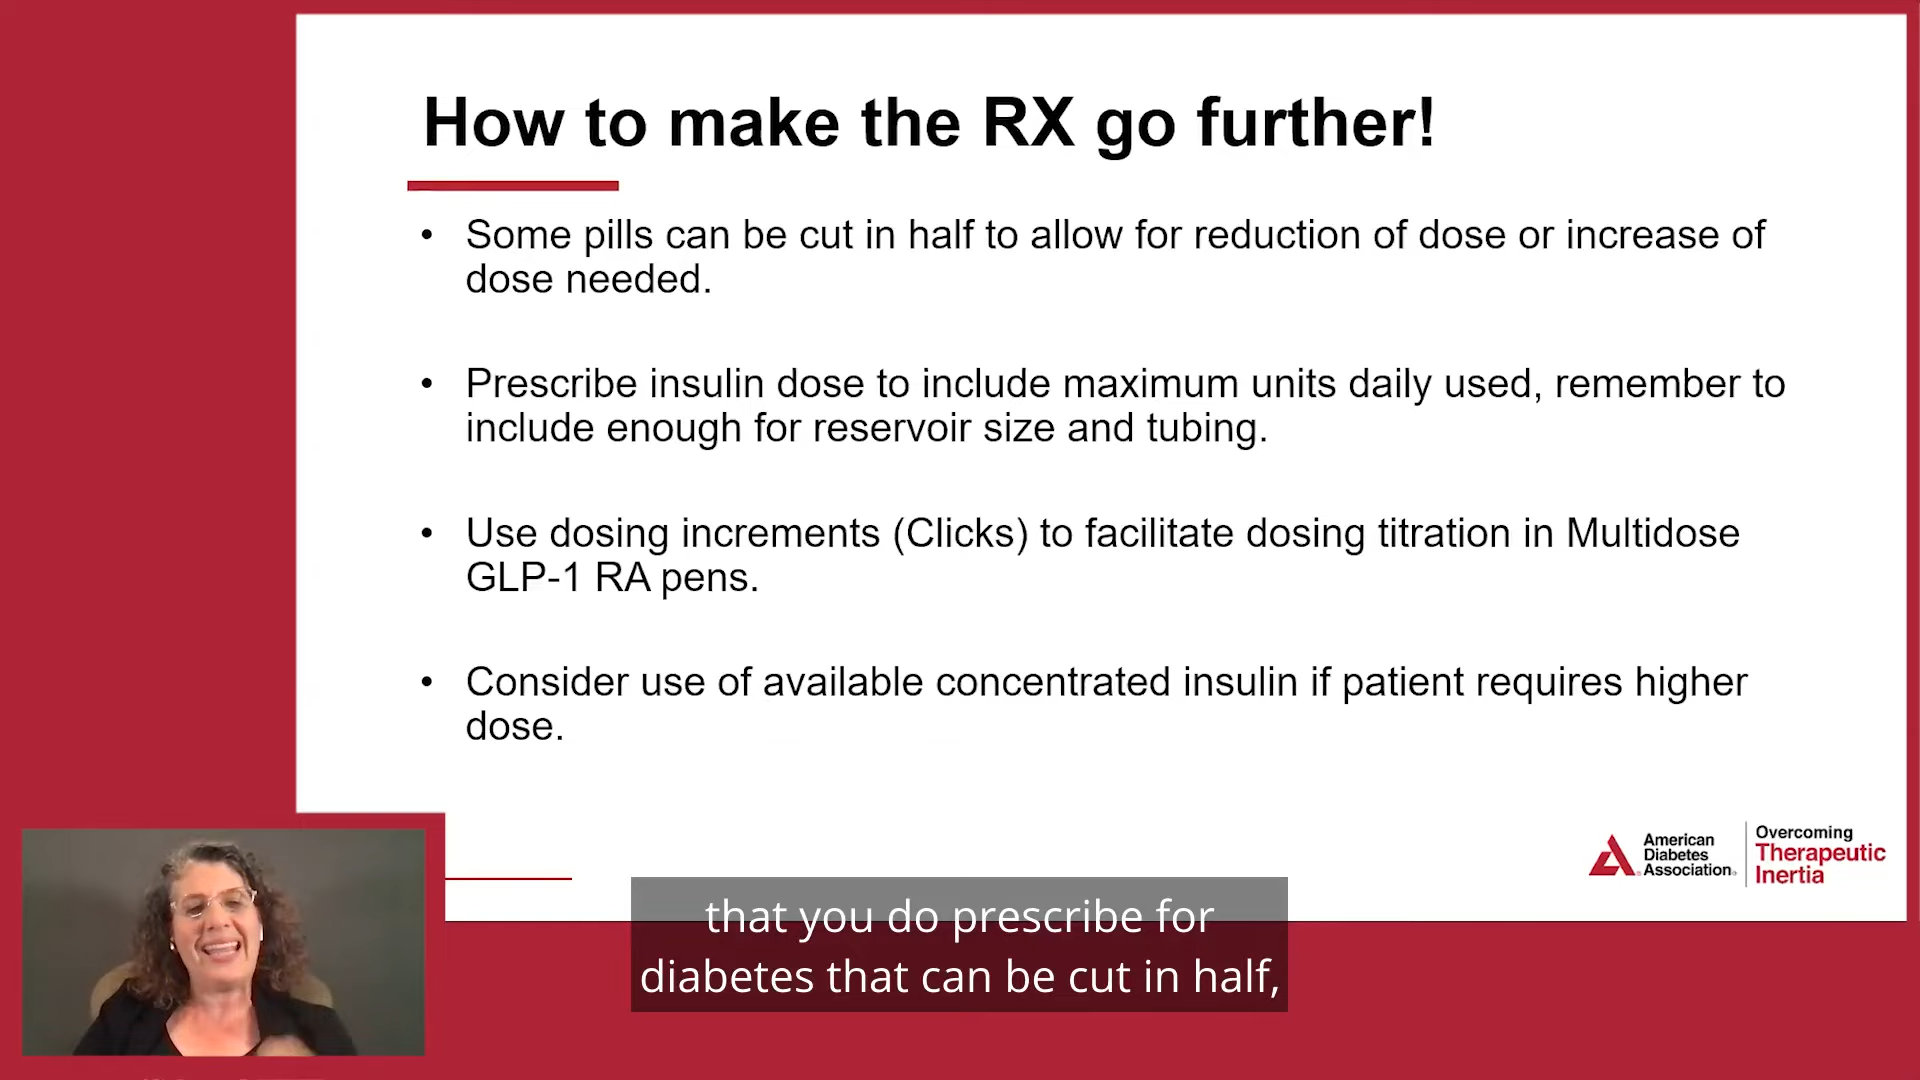 How to make the RX go further!
• Some pills can be cut in half to allow for reduction of dose or increase of
dose needed.
• Prescribe insulin dose to include maximum units daily used, remember to
include enough for reservoir size and tubing.
• Use dosing increments (Clicks) to facilitate dosing titration in Multidose
GLP-1 RA pens.
• Consider use of available concentrated insulin if patient requires higher
dose.
American
Diabetes
Association®
Overcoming
Therapeutic
Inertia
that you do prescribe for
diabetes that can be cut in half,